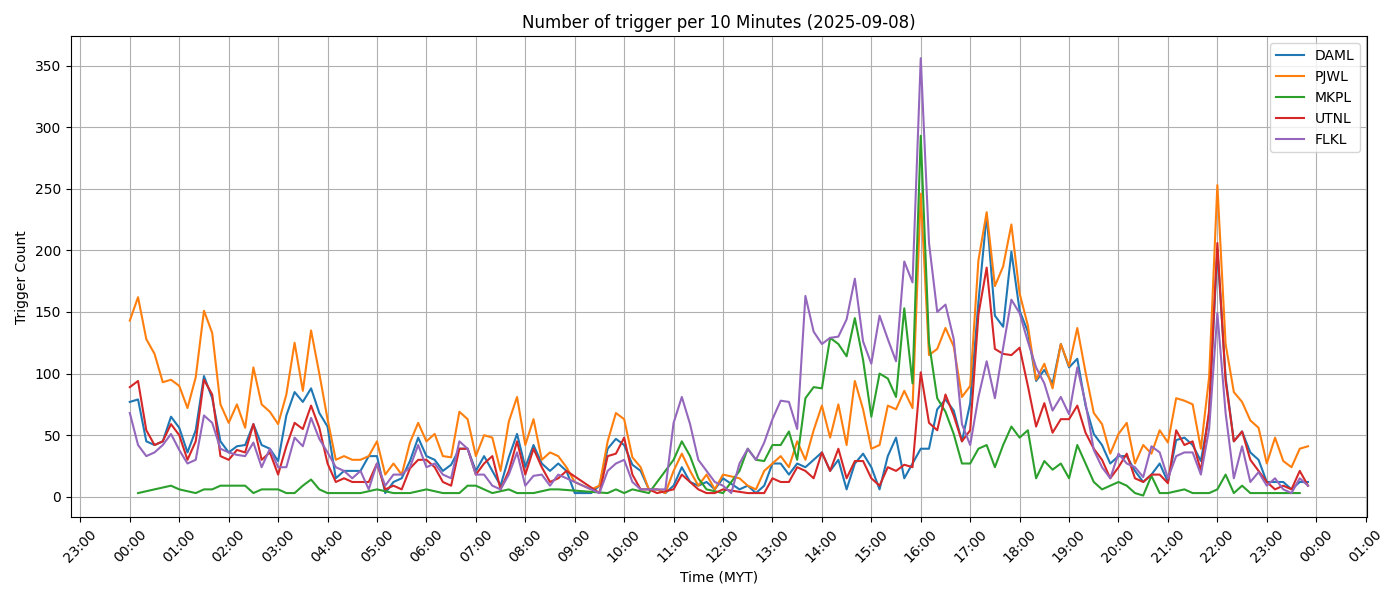 Number of trigger per 10 Minutes (2025-09-08)
DAML
PJWL
MKPL
UTNL
FLKL
Trigger Count
350
300
250
200
150
100
50
0
23:00 00:00 01:00 02:00 03:00 04:00 05:00 06:00 07:00 08:00 09:00 10:00 11:00 12:00 13:00 14:00 15:00 16:00 17:00 18:00 19:00 20:00 21:00 22:00 23:00 00:00 01:00
Time (MYT)